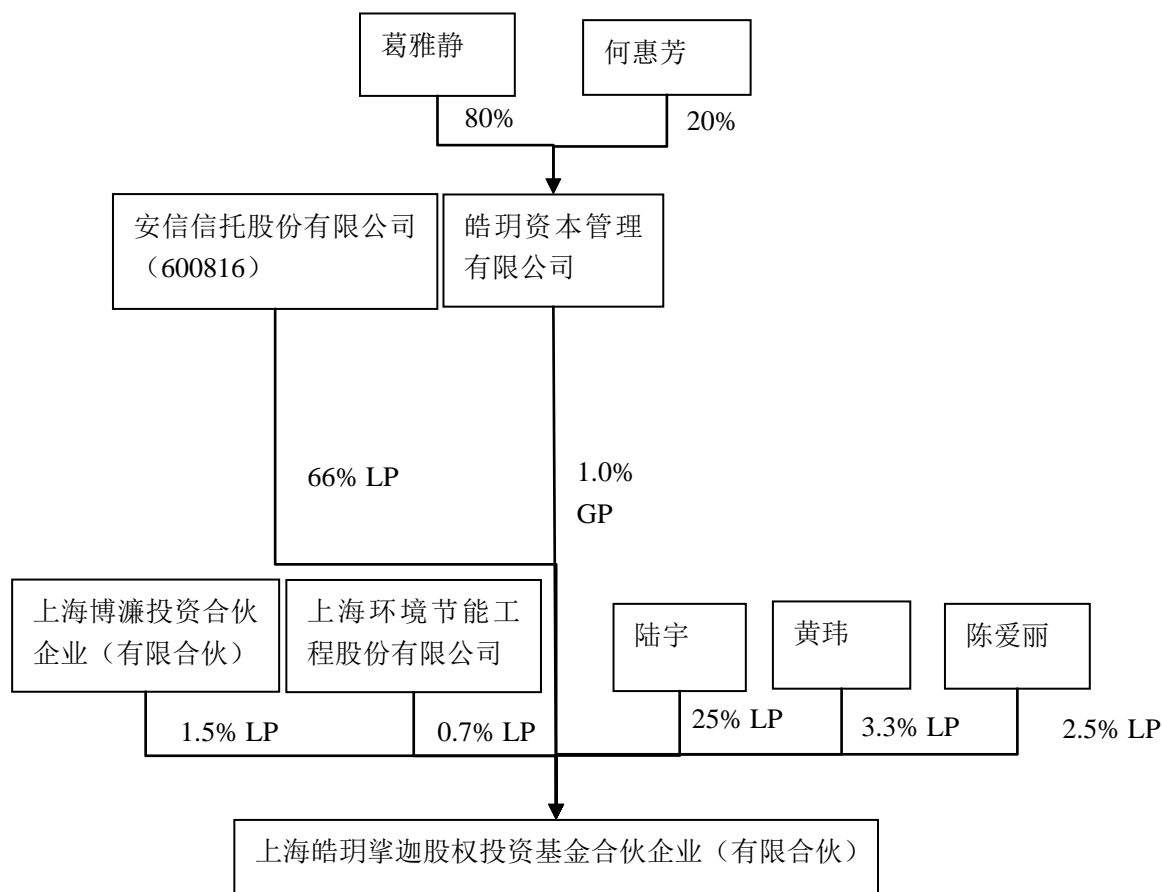 葛雅静
何惠芳
80%
20%
安信信托股份有限公司
（600816）
皓玥资本管理
有限公司
66% LP
1.0%
GP
上海博濂投资合伙
企业（有限合伙）
上海环境节能工
程股份有限公司
陆宇
黄玮
陈爱丽
1.5% LP
0.7% LP
25% LP
3.3% LP
2.5% LP
上海皓玥挲迦股权投资基金合伙企业（有限合伙）